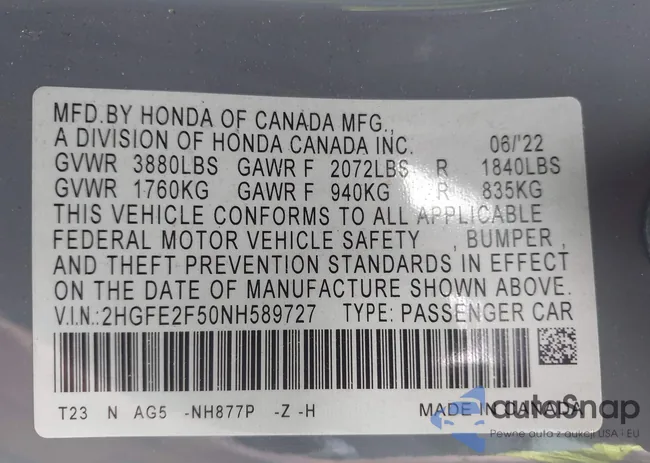 MFD.BY HONDA OF CANADA MFG.,
A DIVISION OF HONDA CANADA INC. 06/'22
GVWR 3880LBS GAWR F 2072LBS R 1840LBS
GVWR 1760KG GAWR F 940KG R 835KG
THIS VEHICLE CONFORMS TO ALL APPLICABLE
FEDERAL MOTOR VEHICLE SAFETY , BUMPER ,
AND THEFT PREVENTION STANDARDS IN EFFECT
ON THE DATE OF MANUFACTURE SHOWN ABOVE.
V.I.N.:2HGFE2F50NH589727 TYPE: PASSENGER CAR
T23 N AG5 -NH877P -Z -H MADE IN CANADA
autoSnap
Pewne auta z aukcji USA i EU